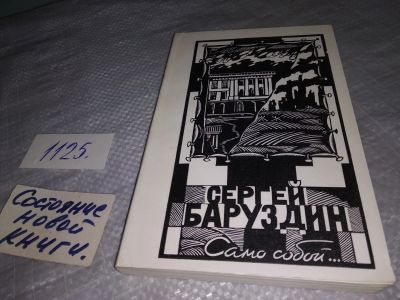 1125.
Состояние
новой
книги.
СЕРГЕЙ
БАРУЗДИН
Само собой...